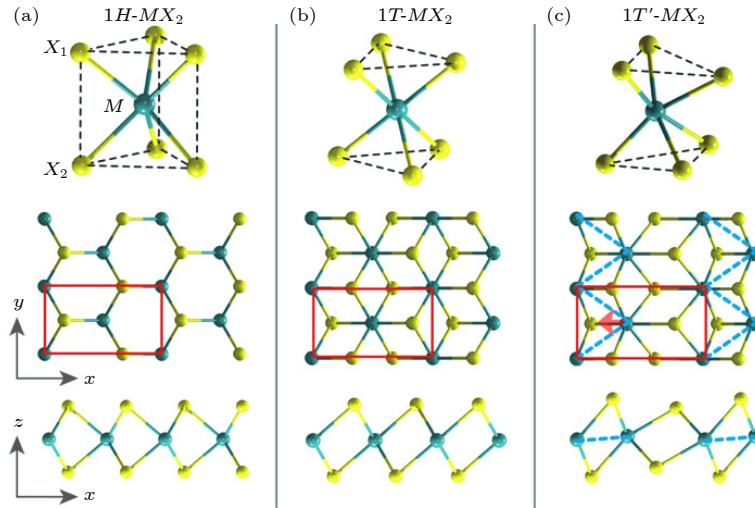 (a) 1H-MX₂ (b) 1T-MX₂ (c) 1T′-MX₂
X₁
M
X₂
y
x
z
x